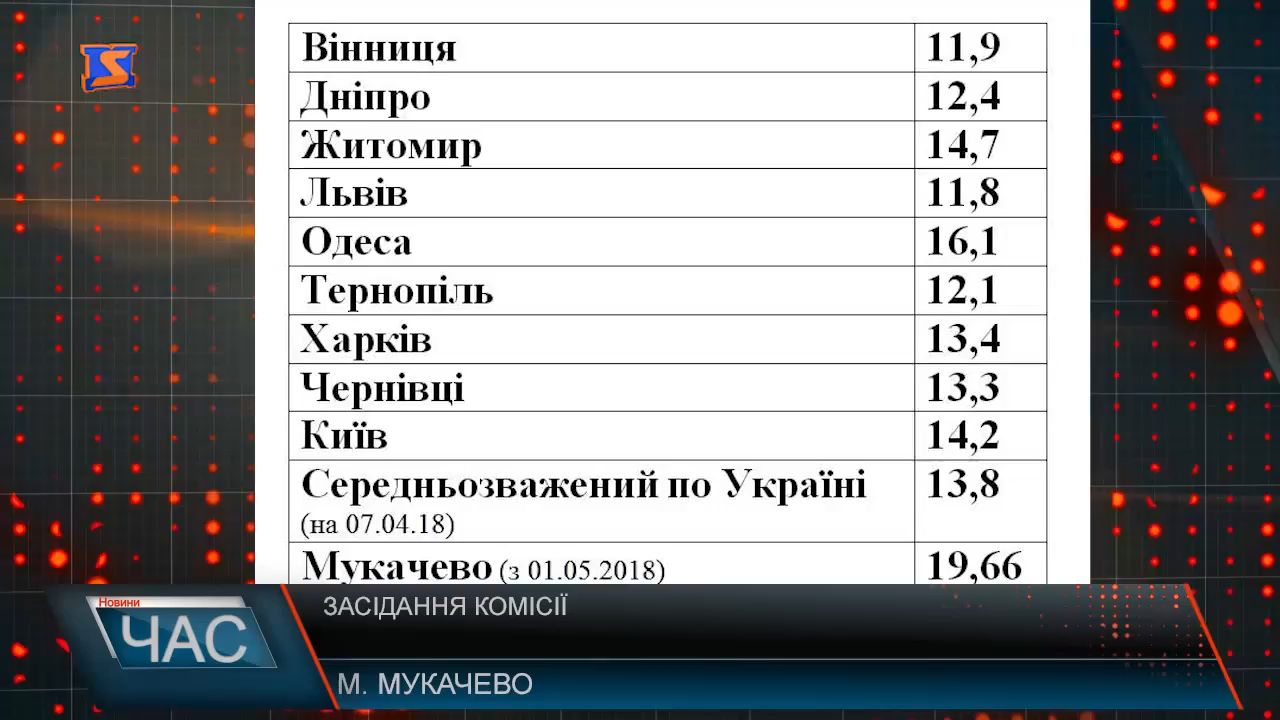 Вінниця 11,9
Дніпро 12,4
Житомир 14,7
Львів 11,8
Одеса 16,1
Тернопіль 12,1
Харків 13,4
Чернівці 13,3
Київ 14,2
Середньозважений по Україні 13,8
(на 07.04.18)
Мукачево (з 01.05.2018) 19,66
Новини
ЧАС
ЗАСІДАННЯ КОМІСІЇ
М. МУКАЧЕВО